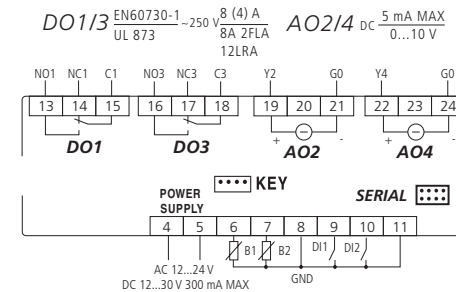 DO1/3 EN60730-1 ~250 V 8 (4) A AO2/4 DC 5 mA MAX
UL 873 8A 2FLA 0...10 V
12LRA
NO1 NC1 C1 NO3 NC3 C3 Y2 G0 Y4 G0
13 14 15 16 17 18 19 20 21 22 23 24
+ - + -
DO1 DO3 AO2 AO4
KEY
POWER SUPPLY SERIAL
4 5 6 7 8 9 10 11
B1 B2 DI1 DI2
AC 12...24 V GND
DC 12...30 V 300 mA MAX